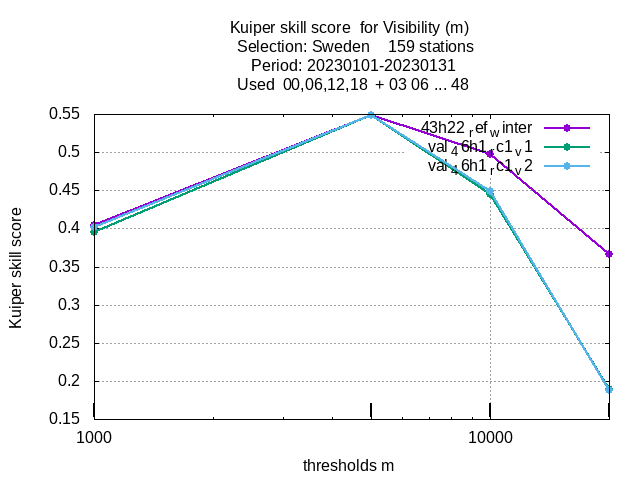 Kuiper skill score  for Visibility (m)
Selection: Sweden    159 stations
Period: 20230101-20230131
Used  00,06,12,18  + 03 06 ... 48
43h22_ref_winter
val_46h1_rc1_v1
val_46h1_rc1_v2
Kuiper skill score
0.55
0.5
0.45
0.4
0.35
0.3
0.25
0.2
0.15
1000
10000
thresholds m